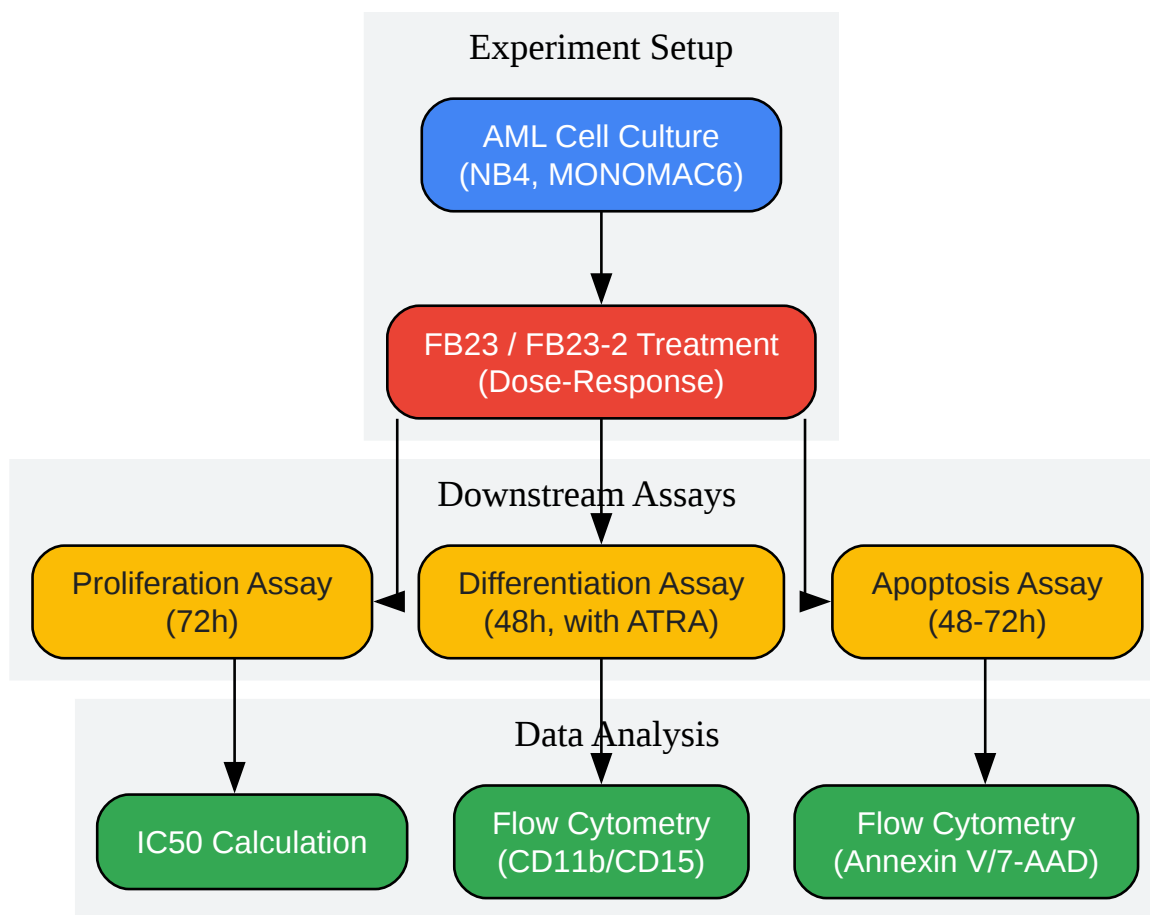 Experiment Setup
AML Cell Culture
(NB4, MONOMAC6)
FB23 / FB23-2 Treatment
(Dose-Response)
Downstream Assays
Proliferation Assay
(72h)
Differentiation Assay
(48h, with ATRA)
Apoptosis Assay
(48-72h)
Data Analysis
IC50 Calculation
Flow Cytometry
(CD11b/CD15)
Flow Cytometry
(Annexin V/7-AAD)